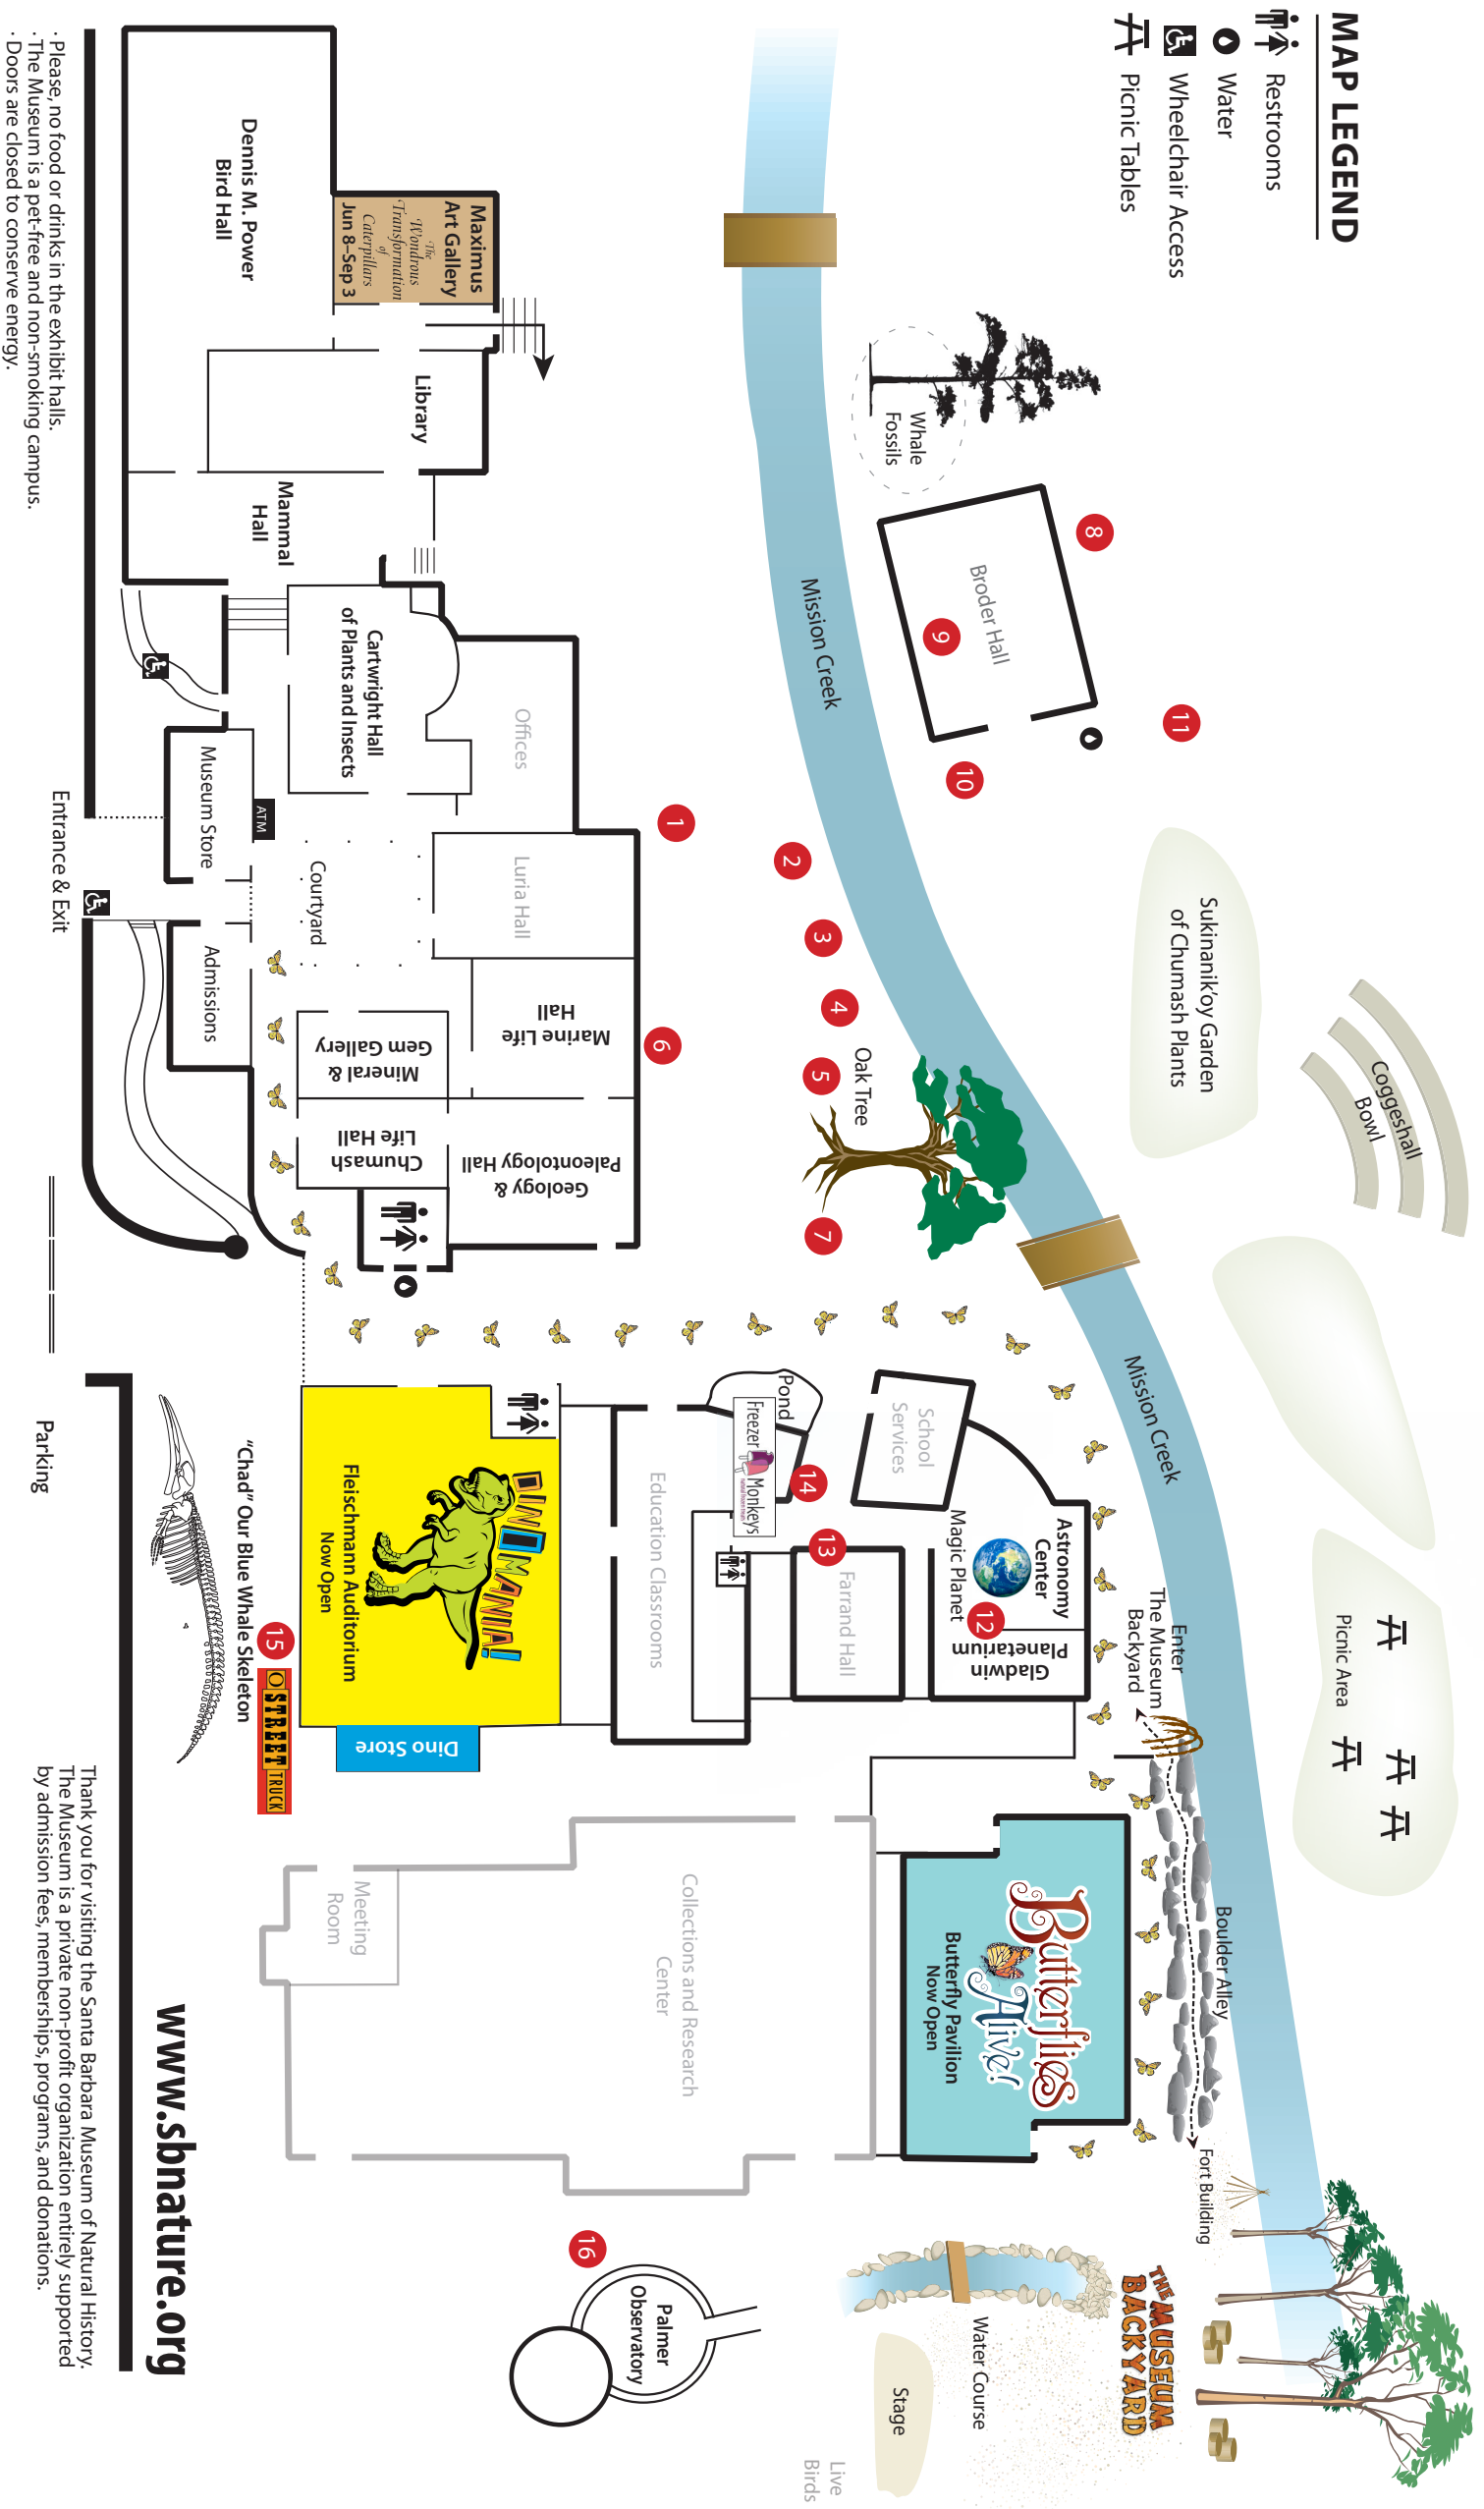 MAP LEGEND
Restrooms
Water
Wheelchair Access
Picnic Tables
Coggeshall
Bowl
Sukinanik'oy Garden
of Chumash Plants
Picnic Area
Whale
Fossils
8
Broder Hall
9
11
10
Mission Creek
Mission Creek
Enter
The Museum
Backyard
Boulder Alley
Fort Building
THE MUSEUM
BACKYARD
Water Course
Stage
Live
Birds
1
2
3
4
5
Oak Tree
6
7
Maximus
Art Gallery
The
Wondrous
Transformation
of
Caterpillars
Jun 8–Sep 3
Library
Dennis M. Power
Bird Hall
Mammal
Hall
Cartwright Hall
of Plants and Insects
Offices
Luria Hall
Marine Life
Hall
Courtyard
Mineral &
Gem Gallery
Chumash
Life Hall
Geology &
Paleontology Hall
ATM
Museum Store
Admissions
Entrance & Exit
School
Services
Astronomy
Center
Magic Planet
12
Gladwin
Planetarium
Pond
Freezer Monkeys
14
13
Farrand Hall
Education Classrooms
DINOMANIA!
Fleischmann Auditorium
Now Open
Dino Store
15
O STREET TRUCK
"Chad" Our Blue Whale Skeleton
Butterflies
Alive!
Butterfly Pavilion
Now Open
Collections and Research
Center
Meeting
Room
16
Palmer
Observatory
Parking
www.sbnature.org
· Please, no food or drinks in the exhibit halls.
· The Museum is a pet-free and non-smoking campus.
· Doors are closed to conserve energy.
Thank you for visiting the Santa Barbara Museum of Natural History.
The Museum is a private non-profit organization entirely supported
by admission fees, memberships, programs, and donations.